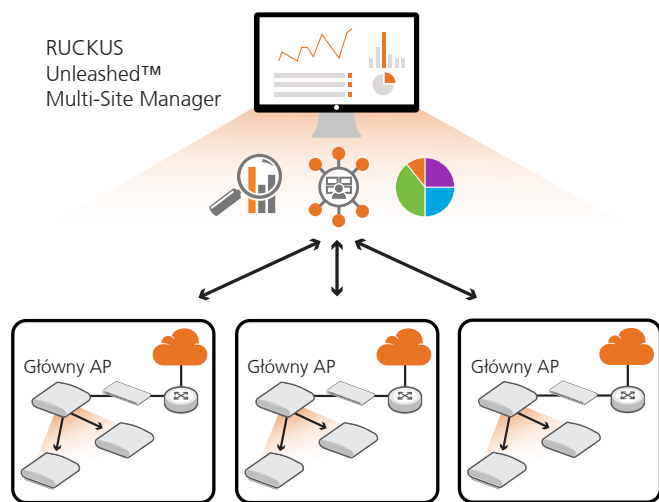 RUCKUS
Unleashed™
Multi-Site Manager
Główny AP
Główny AP
Główny AP